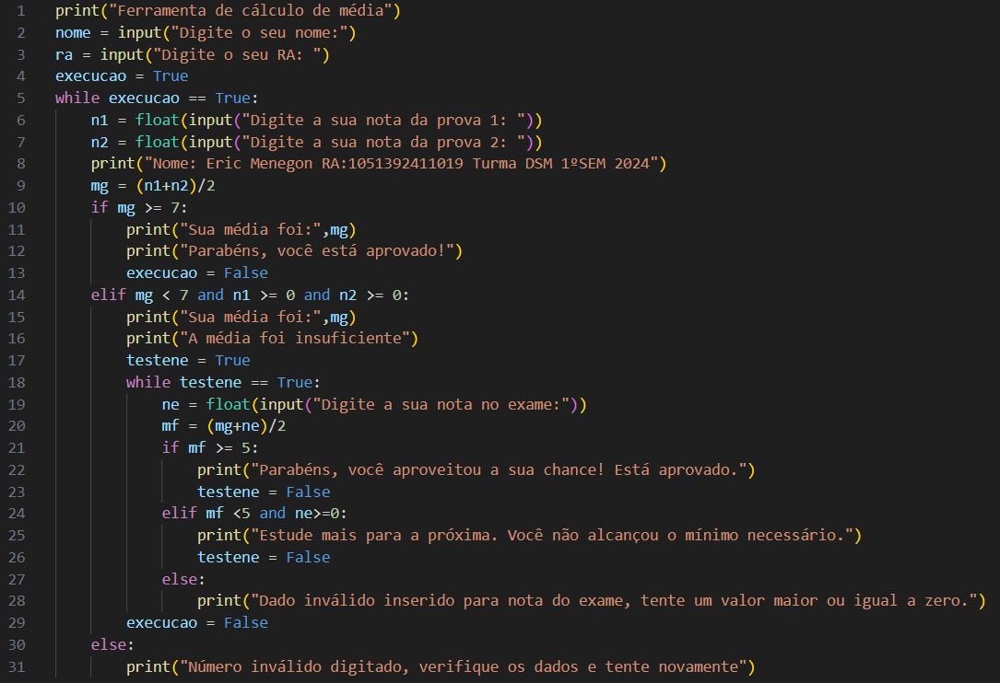 1 print("Ferramenta de cálculo de média")
2 nome = input("Digite o seu nome:")
3 ra = input("Digite o seu RA: ")
4 execucao = True
5 while execucao == True:
6     n1 = float(input("Digite a sua nota da prova 1: "))
7     n2 = float(input("Digite a sua nota da prova 2: "))
8     print("Nome: Eric Menegon RA:1051392411019 Turma DSM 1ºSEM 2024")
9     mg = (n1+n2)/2
10     if mg >= 7:
11         print("Sua média foi:",mg)
12         print("Parabéns, você está aprovado!")
13         execucao = False
14     elif mg < 7 and n1 >= 0 and n2 >= 0:
15         print("Sua média foi:",mg)
16         print("A média foi insuficiente")
17         testene = True
18         while testene == True:
19             ne = float(input("Digite a sua nota no exame:"))
20             mf = (mg+ne)/2
21             if mf >= 5:
22                 print("Parabéns, você aproveitou a sua chance! Está aprovado.")
23                 testene = False
24             elif mf <5 and ne>=0:
25                 print("Estude mais para a próxima. Você não alcançou o mínimo necessário.")
26                 testene = False
27             else:
28                 print("Dado inválido inserido para nota do exame, tente um valor maior ou igual a zero.")
29         execucao = False
30     else:
31         print("Número inválido digitado, verifique os dados e tente novamente")